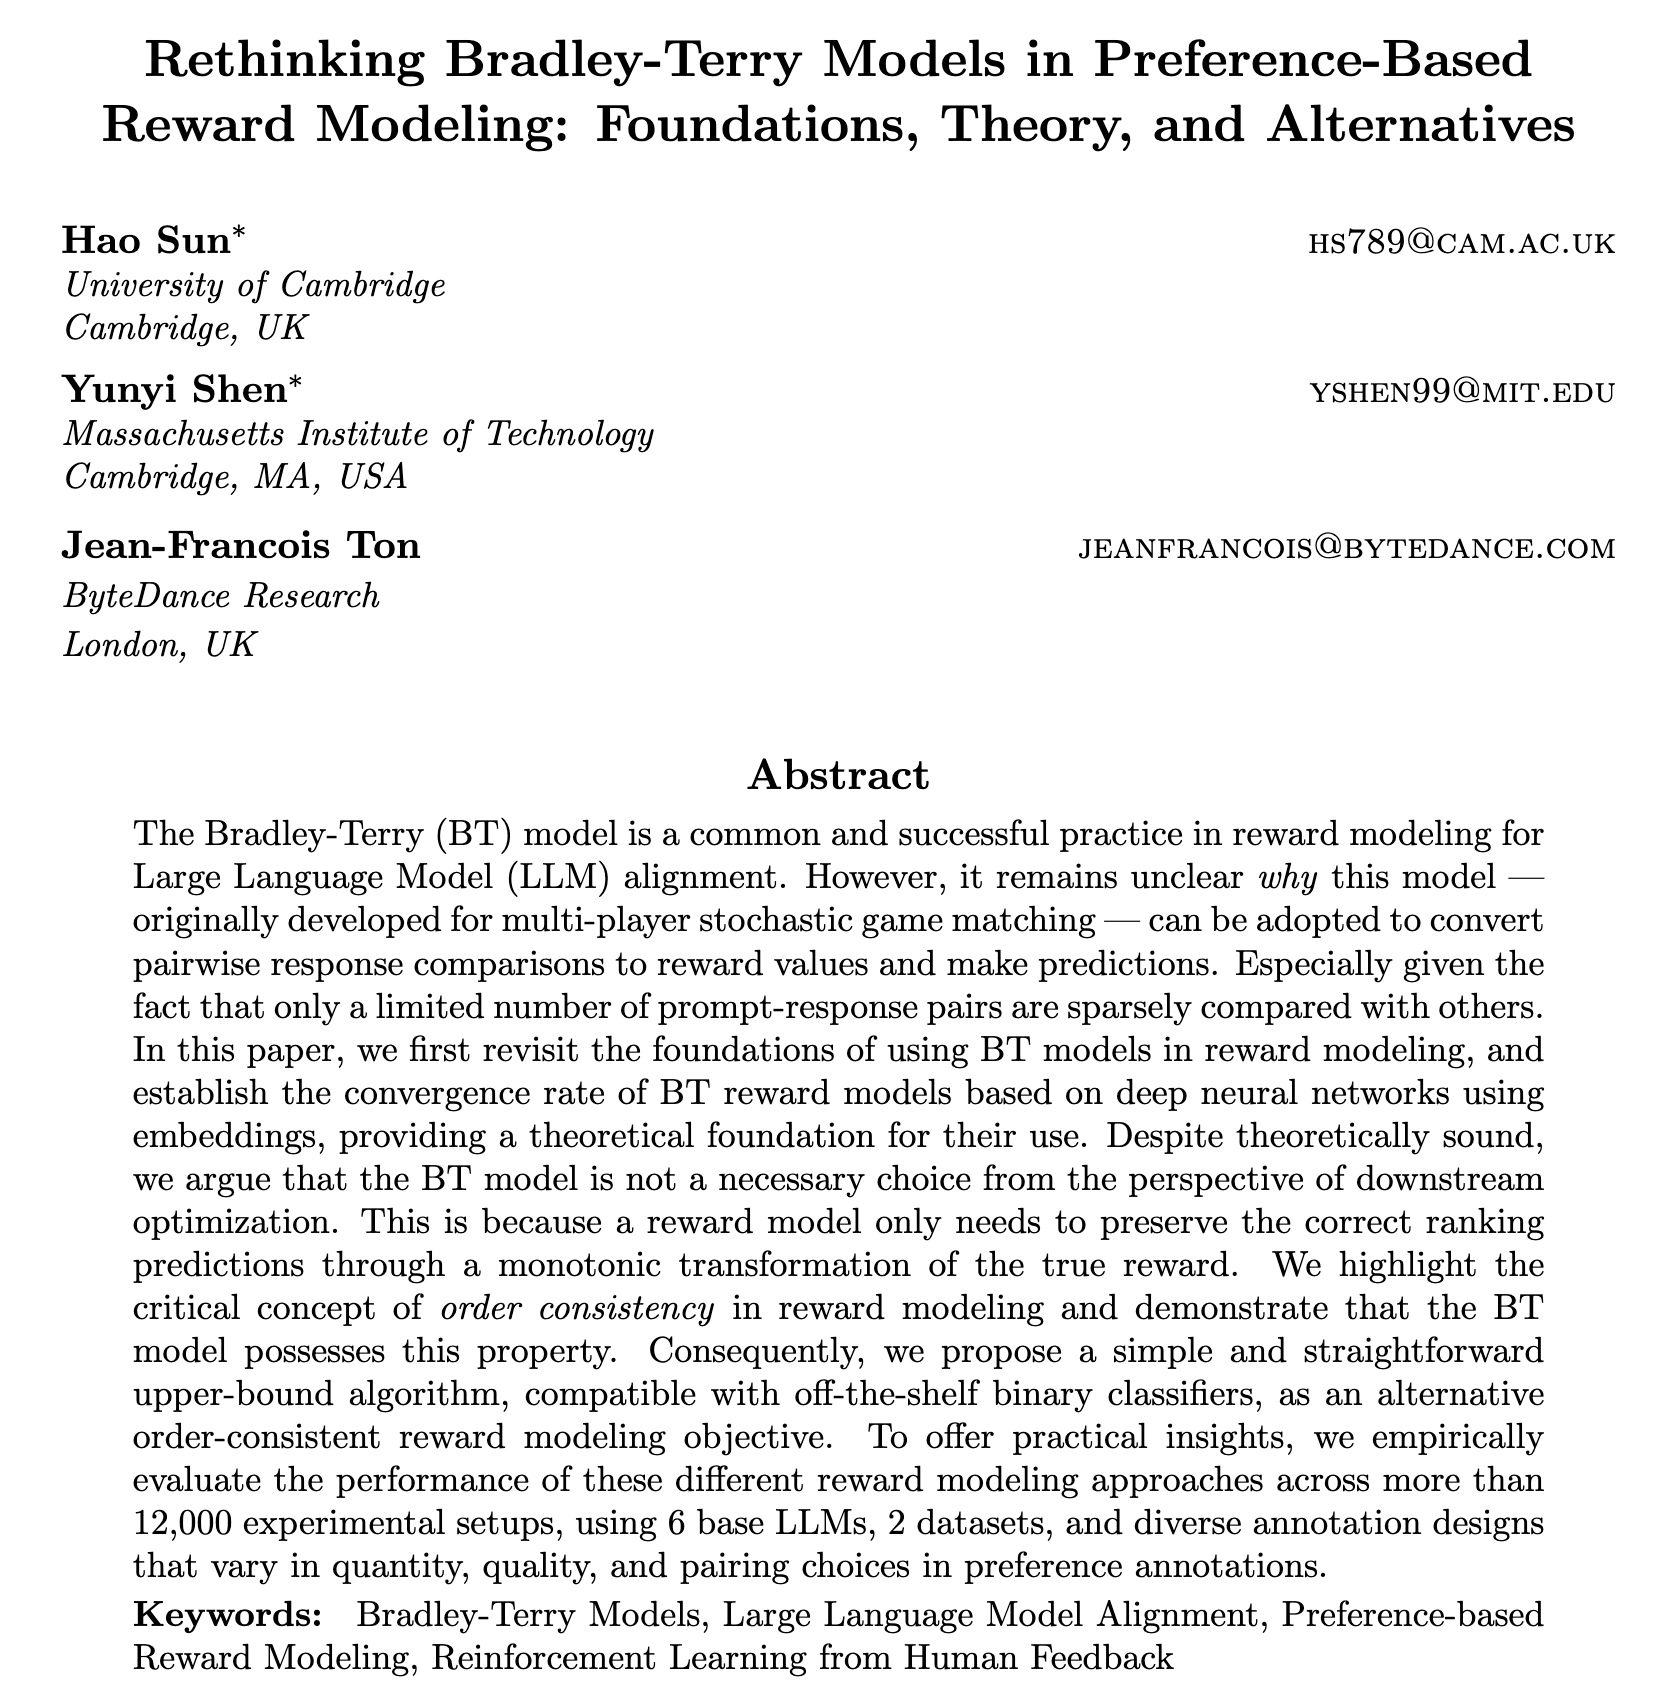 Rethinking Bradley-Terry Models in Preference-Based
Reward Modeling: Foundations, Theory, and Alternatives
Hao Sun* HS789@CAM.AC.UK
University of Cambridge
Cambridge, UK
Yunyi Shen* YSHEN99@MIT.EDU
Massachusetts Institute of Technology
Cambridge, MA, USA
Jean-Francois Ton JEANFRANCOIS@BYTEDANCE.COM
ByteDance Research
London, UK
Abstract
The Bradley-Terry (BT) model is a common and successful practice in reward modeling for
Large Language Model (LLM) alignment. However, it remains unclear why this model —
originally developed for multi-player stochastic game matching — can be adopted to convert
pairwise response comparisons to reward values and make predictions. Especially given the
fact that only a limited number of prompt-response pairs are sparsely compared with others.
In this paper, we first revisit the foundations of using BT models in reward modeling, and
establish the convergence rate of BT reward models based on deep neural networks using
embeddings, providing a theoretical foundation for their use. Despite theoretically sound,
we argue that the BT model is not a necessary choice from the perspective of downstream
optimization. This is because a reward model only needs to preserve the correct ranking
predictions through a monotonic transformation of the true reward. We highlight the
critical concept of order consistency in reward modeling and demonstrate that the BT
model possesses this property. Consequently, we propose a simple and straightforward
upper-bound algorithm, compatible with off-the-shelf binary classifiers, as an alternative
order-consistent reward modeling objective. To offer practical insights, we empirically
evaluate the performance of these different reward modeling approaches across more than
12,000 experimental setups, using 6 base LLMs, 2 datasets, and diverse annotation designs
that vary in quantity, quality, and pairing choices in preference annotations.
Keywords: Bradley-Terry Models, Large Language Model Alignment, Preference-based
Reward Modeling, Reinforcement Learning from Human Feedback